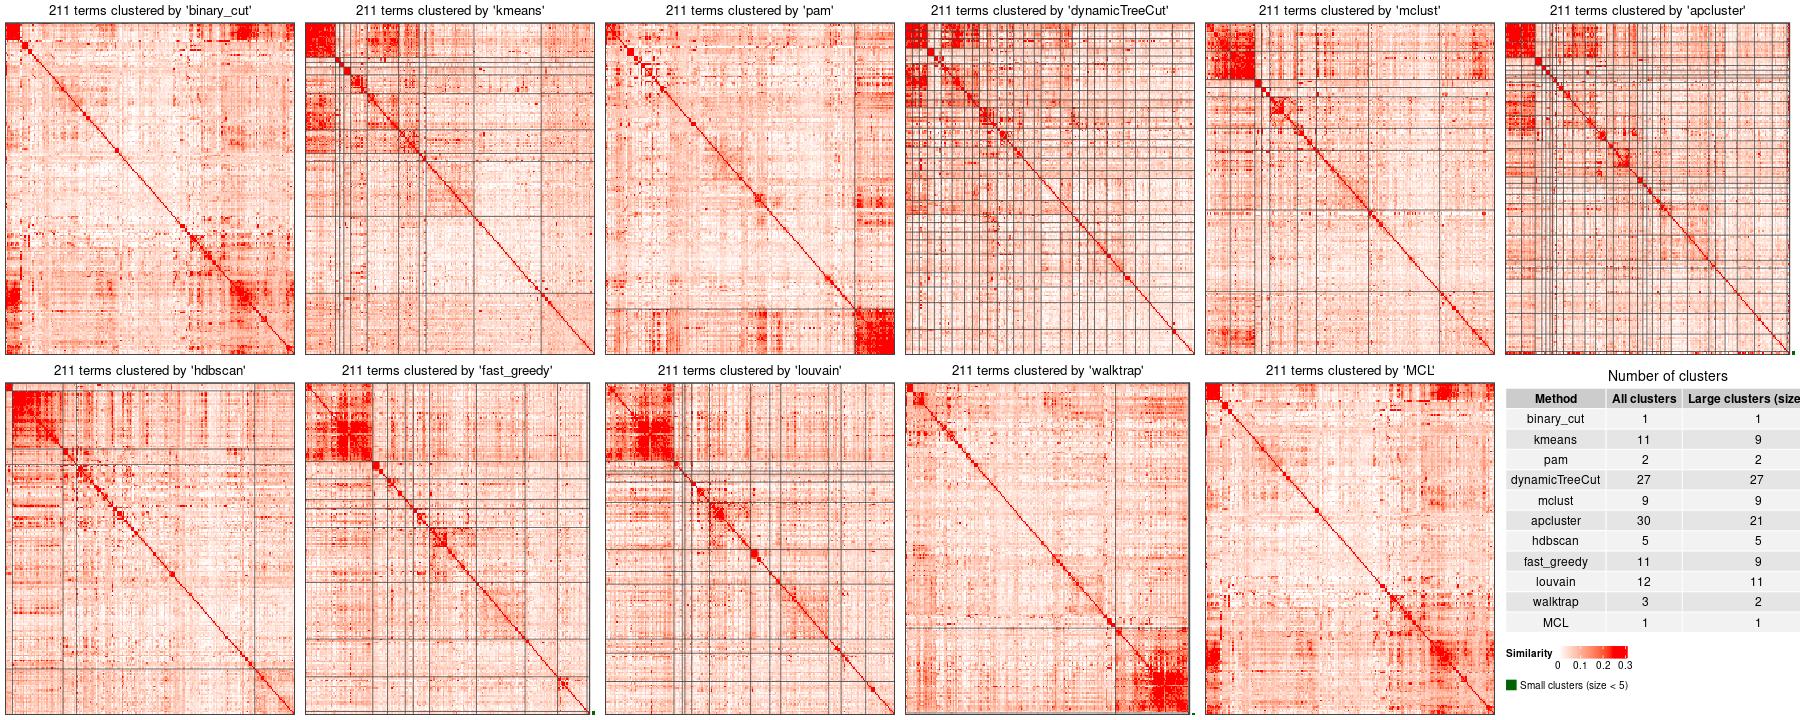 211 terms clustered by 'binary_cut'
211 terms clustered by 'kmeans'
211 terms clustered by 'pam'
211 terms clustered by 'dynamicTreeCut'
211 terms clustered by 'mclust'
211 terms clustered by 'apcluster'
211 terms clustered by 'hdbscan'
211 terms clustered by 'fast_greedy'
211 terms clustered by 'louvain'
211 terms clustered by 'walktrap'
211 terms clustered by 'MCL'
Number of clusters
Method All clusters Large clusters (size
binary_cut 1 1
kmeans 11 9
pam 2 2
dynamicTreeCut 27 27
mclust 9 9
apcluster 30 21
hdbscan 5 5
fast_greedy 11 9
louvain 12 11
walktrap 3 2
MCL 1 1
Similarity
0 0.1 0.2 0.3
Small clusters (size < 5)